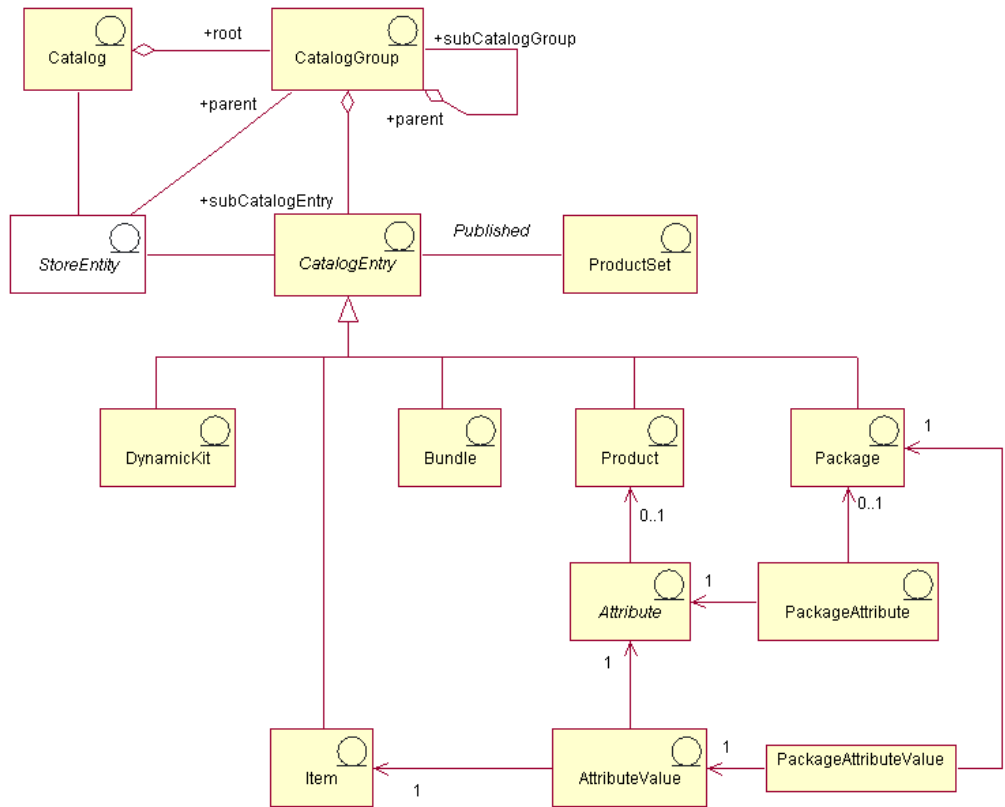 +root
+subCatalogGroup
Catalog
CatalogGroup
+parent
+parent
+subCatalogEntry
Published
StoreEntity
CatalogEntry
ProductSet
1
DynamicKit
Bundle
Product
Package
0..1
0..1
1
Attribute
PackageAttribute
1
1
PackageAttributeValue
Item
AttributeValue
1